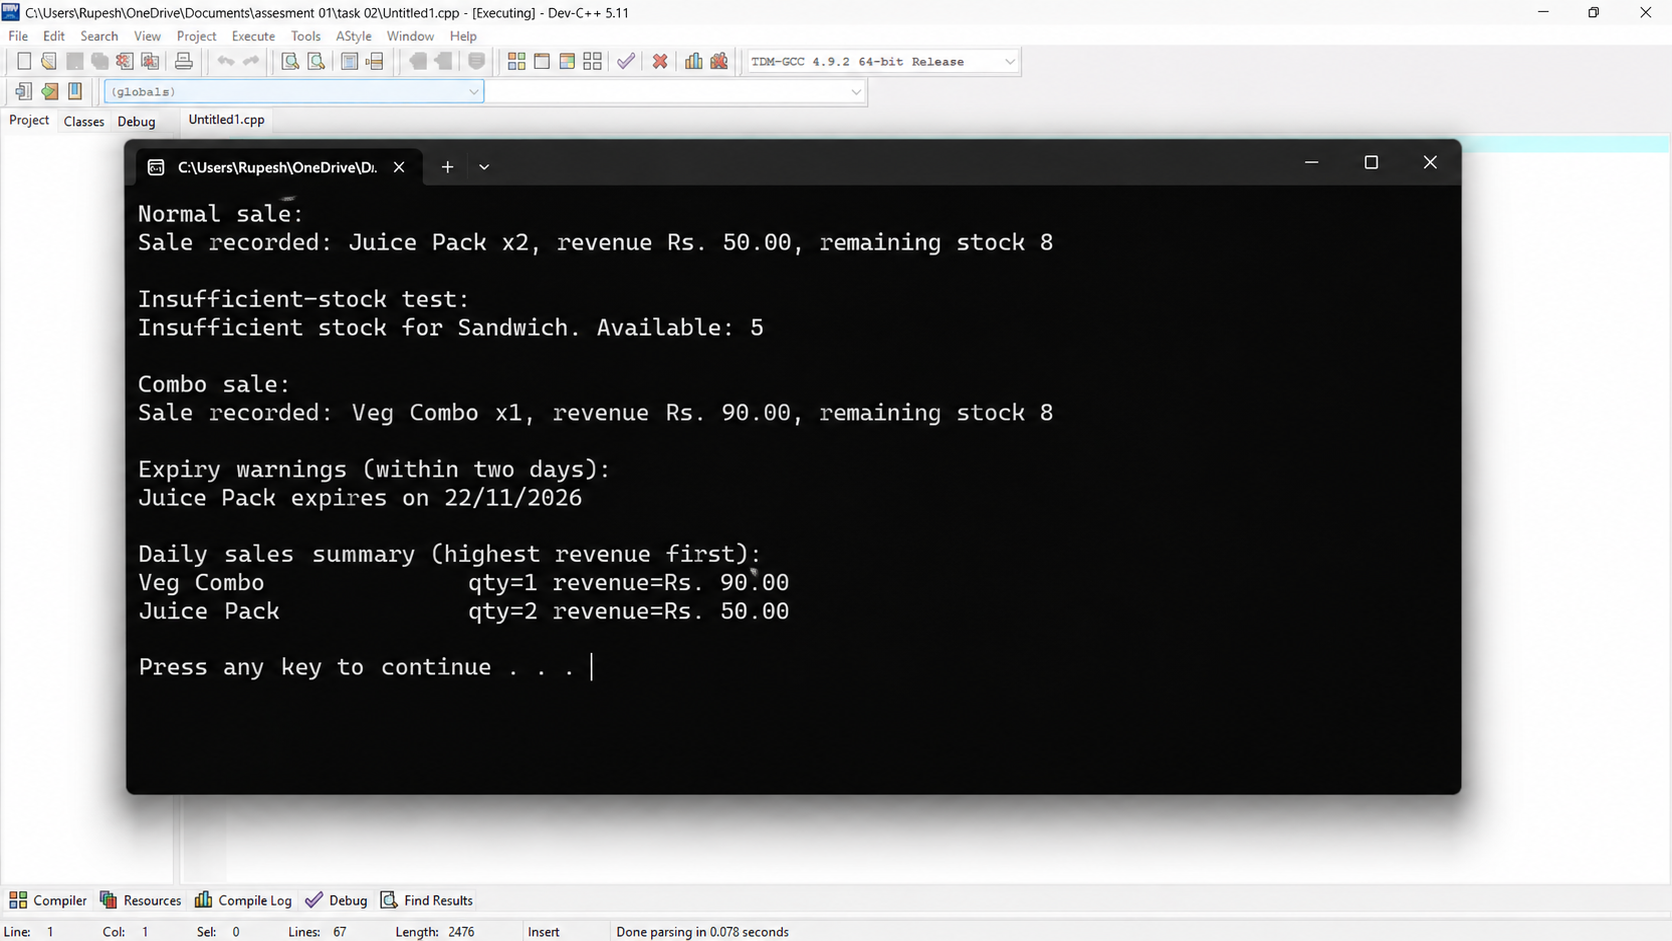 C:\Users\Rupesh\OneDrive\Documents\assesment 01\task 02\Untitled1.cpp - [Executing] - Dev-C++ 5.11
File Edit Search View Project Execute Tools AStyle Window Help
TDM-GCC 4.9.2 64-bit Release
(globals)
Project Classes Debug Untitled1.cpp
C:\Users\Rupesh\OneDrive\D.
Normal sale:
Sale recorded: Juice Pack x2, revenue Rs. 50.00, remaining stock 8
Insufficient-stock test:
Insufficient stock for Sandwich. Available: 5
Combo sale:
Sale recorded: Veg Combo x1, revenue Rs. 90.00, remaining stock 8
Expiry warnings (within two days):
Juice Pack expires on 22/11/2026
Daily sales summary (highest revenue first):
Veg Combo qty=1 revenue=Rs. 90.00
Juice Pack qty=2 revenue=Rs. 50.00
Press any key to continue . . .
Compiler Resources Compile Log Debug Find Results
Line: 1 Col: 1 Sel: 0 Lines: 67 Length: 2476 Insert Done parsing in 0.078 seconds